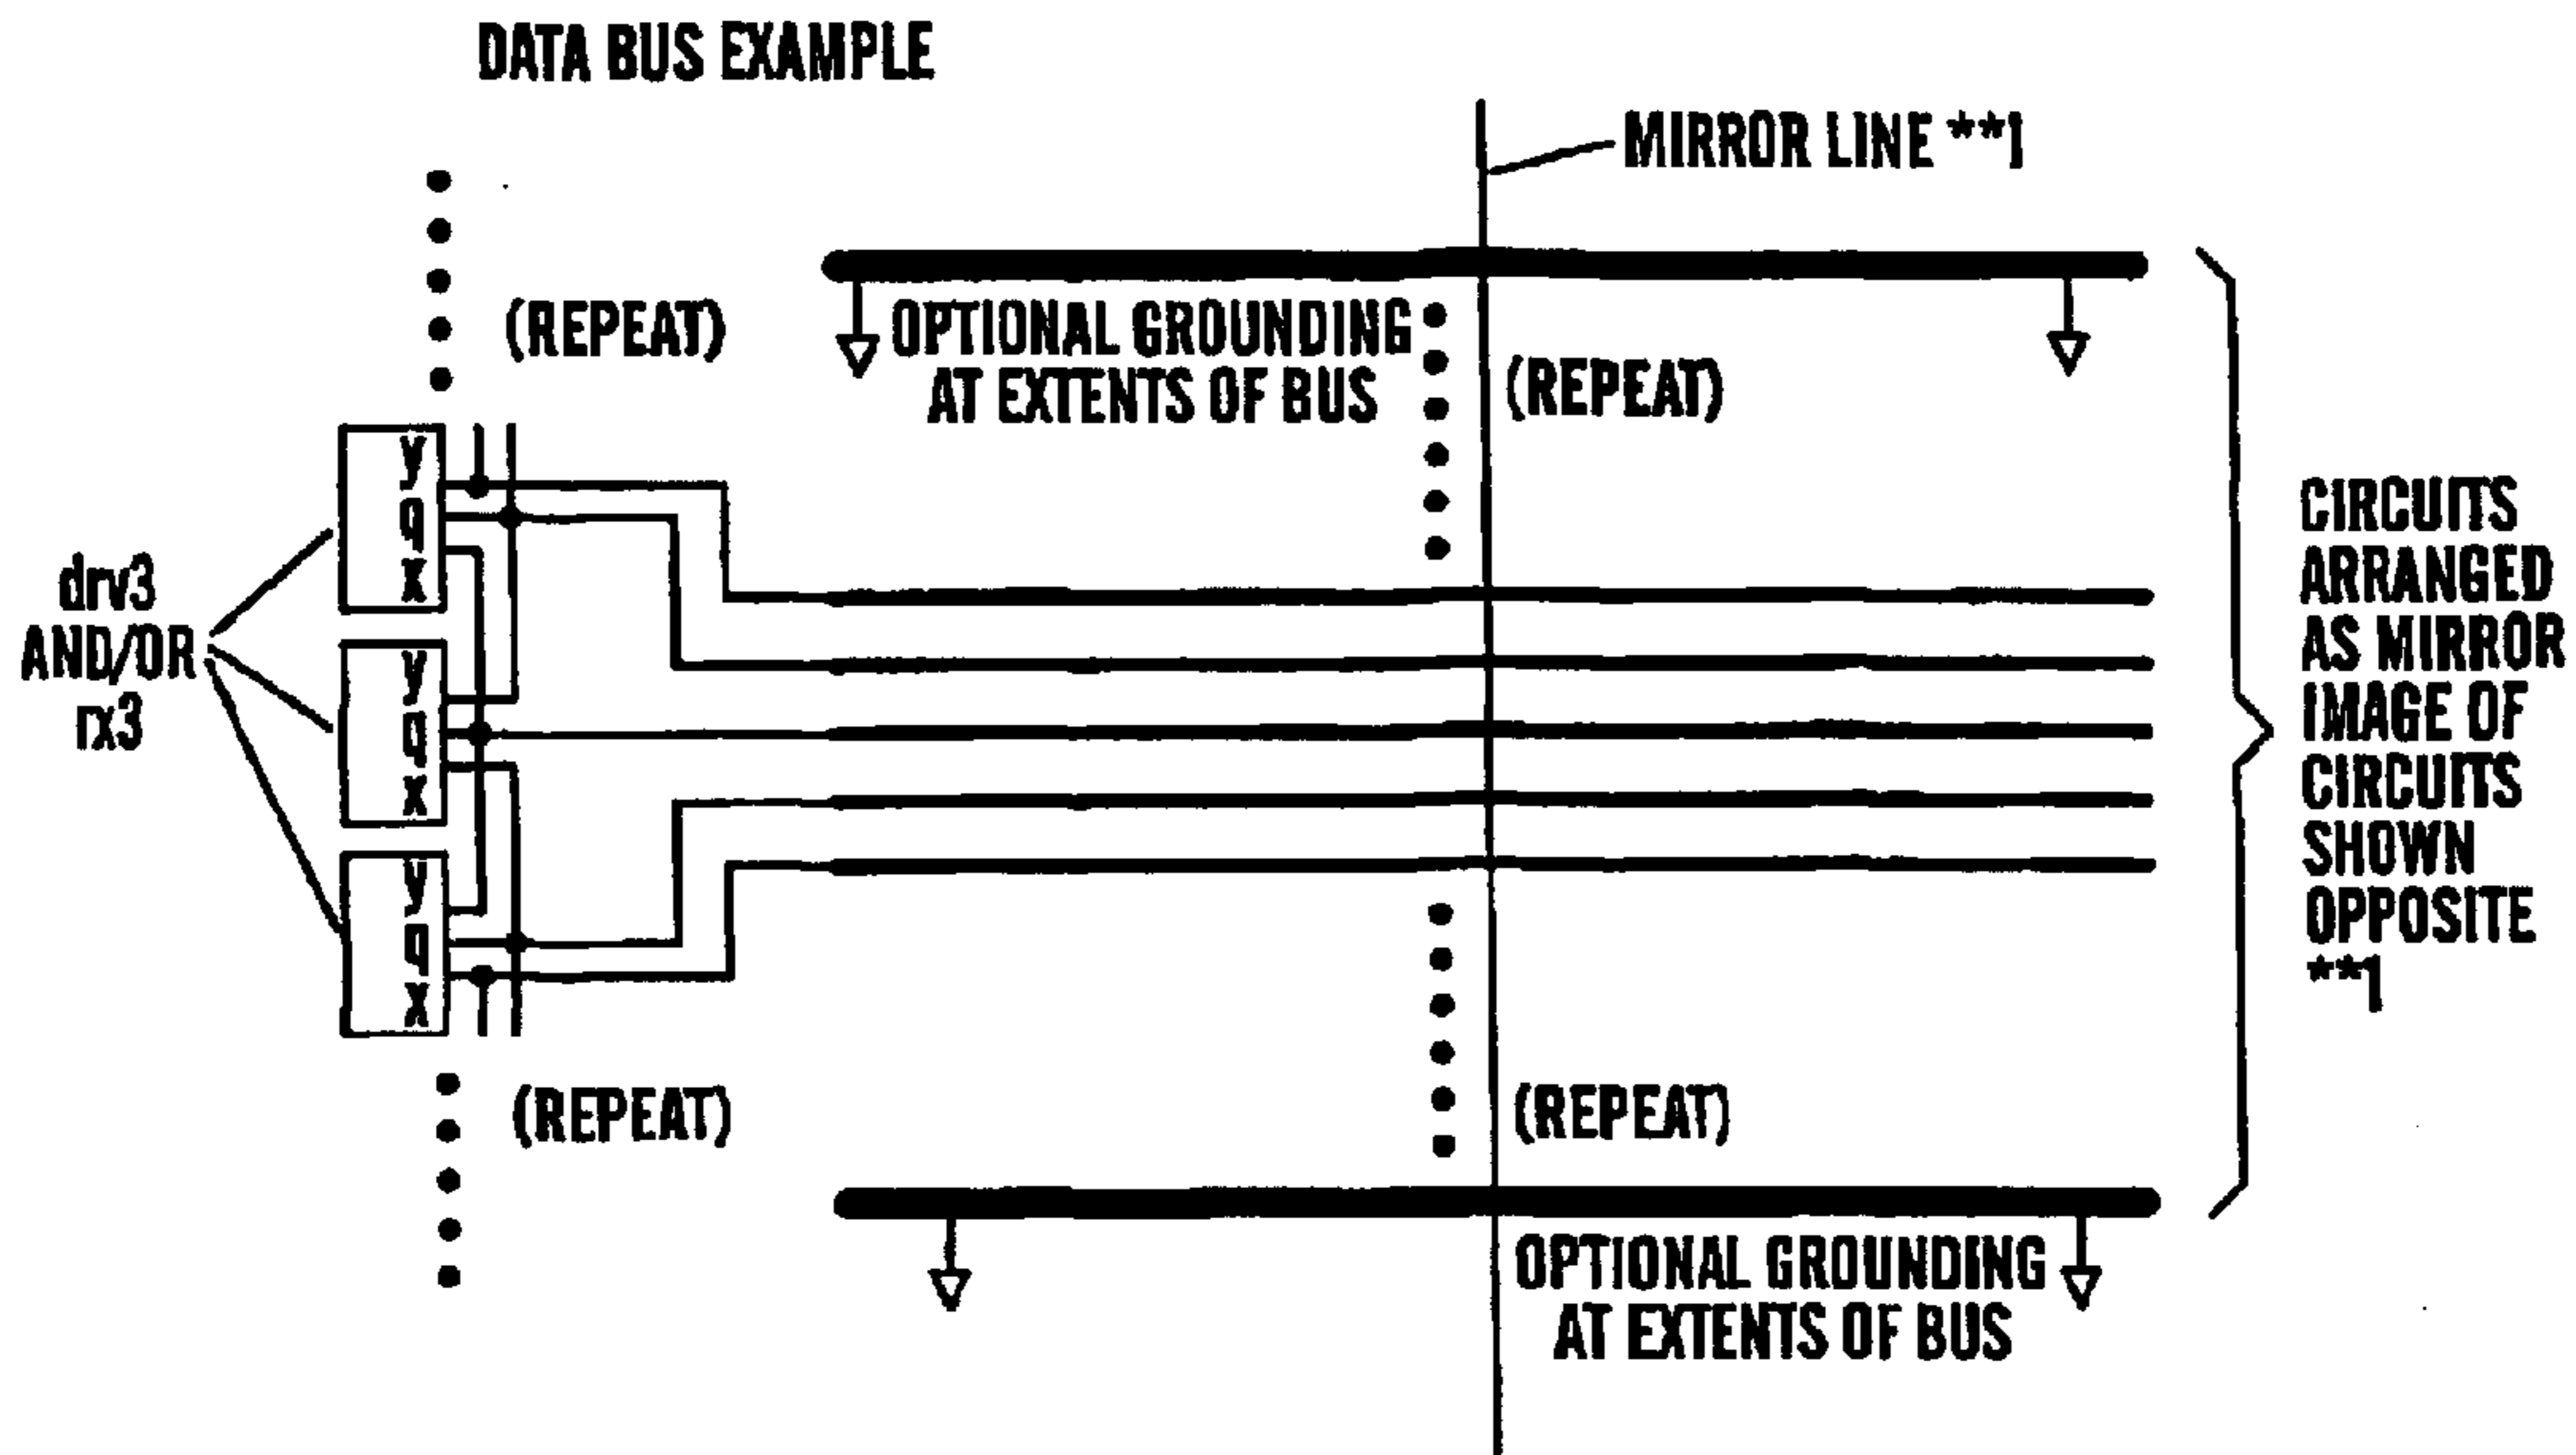 DATA BUS EXAMPLE
MIRROR LINE **1
(REPEAT)
OPTIONAL GROUNDING
AT EXTENTS OF BUS
(REPEAT)
y
q
x
drv3
AND/OR
rx3
y
q
x
y
q
x
CIRCUITS
ARRANGED
AS MIRROR
IMAGE OF
CIRCUITS
SHOWN
OPPOSITE
**1
(REPEAT)
(REPEAT)
OPTIONAL GROUNDING
AT EXTENTS OF BUS